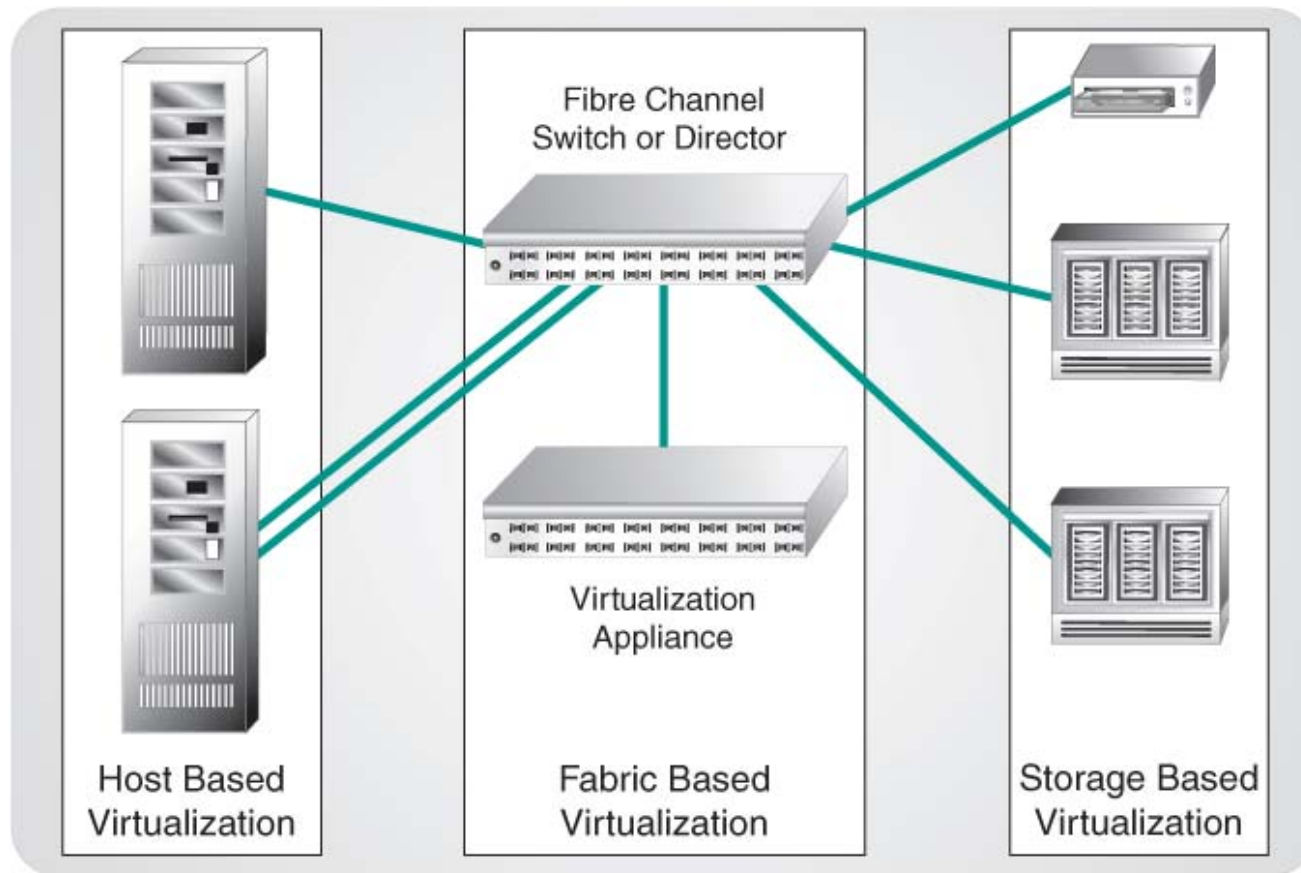 Fibre Channel
Switch or Director
Virtualization
Appliance
Host Based
Virtualization
Fabric Based
Virtualization
Storage Based
Virtualization